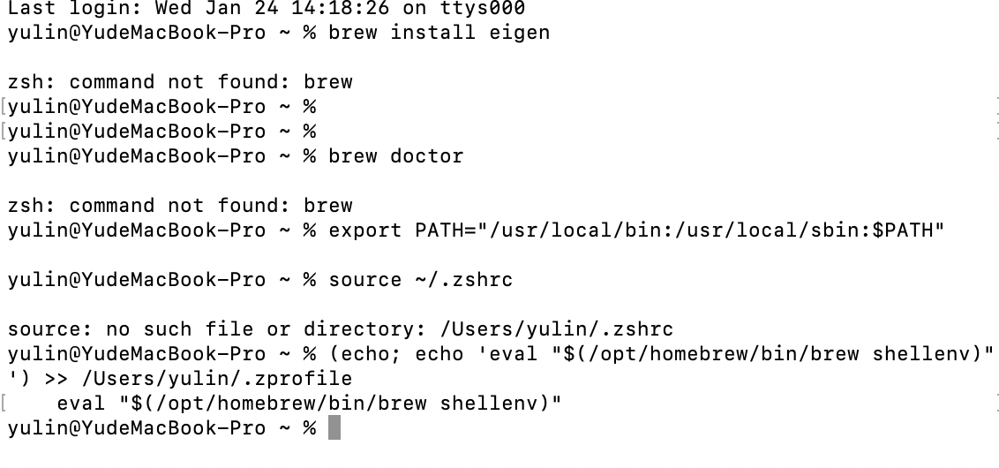 Last login: Wed Jan 24 14:18:26 on ttys000
yulin@YudeMacBook-Pro ~ % brew install eigen
zsh: command not found: brew
[yulin@YudeMacBook-Pro ~ %
[yulin@YudeMacBook-Pro ~ %
yulin@YudeMacBook-Pro ~ % brew doctor
zsh: command not found: brew
yulin@YudeMacBook-Pro ~ % export PATH="/usr/local/bin:/usr/local/sbin:$PATH"
yulin@YudeMacBook-Pro ~ % source ~/.zshrc
source: no such file or directory: /Users/yulin/.zshrc
yulin@YudeMacBook-Pro ~ % (echo; echo 'eval "$(/opt/homebrew/bin/brew shellenv)"
') >> /Users/yulin/.zprofile
[    eval "$(/opt/homebrew/bin/brew shellenv)"
yulin@YudeMacBook-Pro ~ %